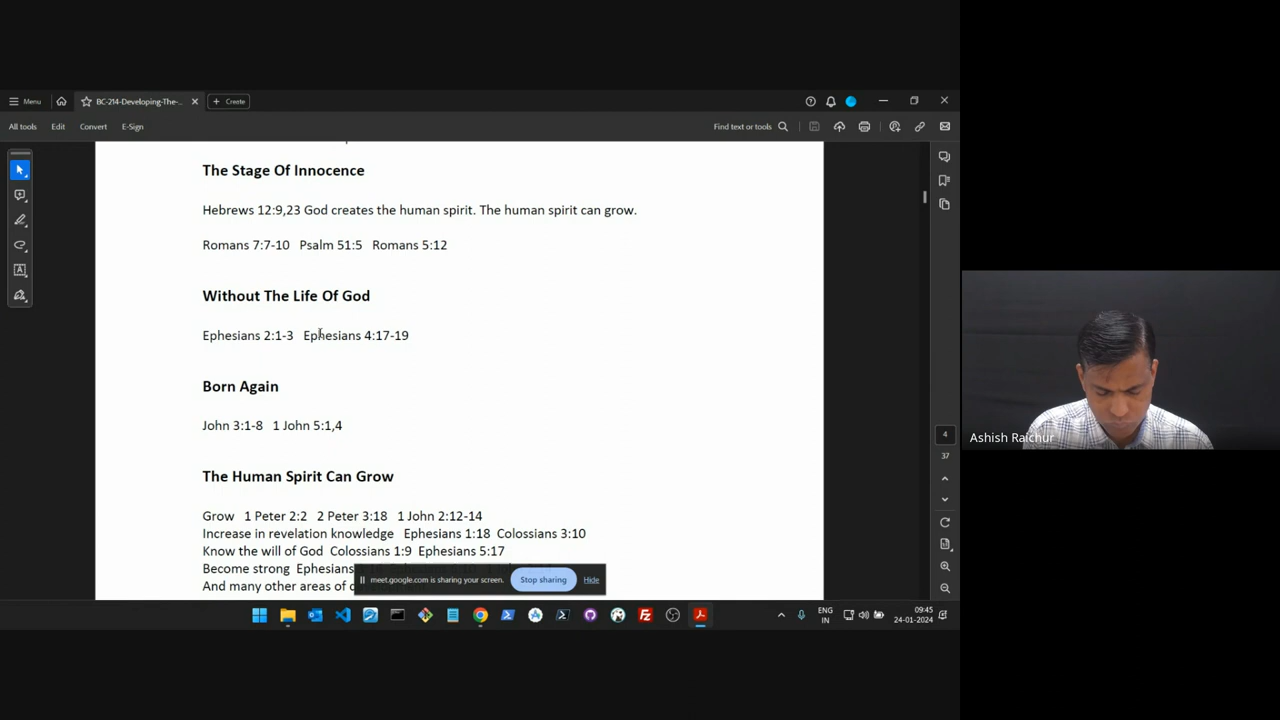 Menu
BC-214-Developing-The-...
Create
All tools
Edit
Convert
E-Sign
Find text or tools
The Stage Of Innocence
Hebrews 12:9,23 God creates the human spirit. The human spirit can grow.
Romans 7:7-10 Psalm 51:5 Romans 5:12
Without The Life Of God
Ephesians 2:1-3 Ephesians 4:17-19
Born Again
John 3:1-8 1 John 5:1,4
The Human Spirit Can Grow
Grow 1 Peter 2:2 2 Peter 3:18 1 John 2:12-14
Increase in revelation knowledge Ephesians 1:18 Colossians 3:10
Know the will of God Colossians 1:9 Ephesians 5:17
Become strong Ephesians
And many other areas of
meet.google.com is sharing your screen.
Stop sharing
Hide
4
37
Ashish Raichur
ENG
IN
09:45
24-01-2024